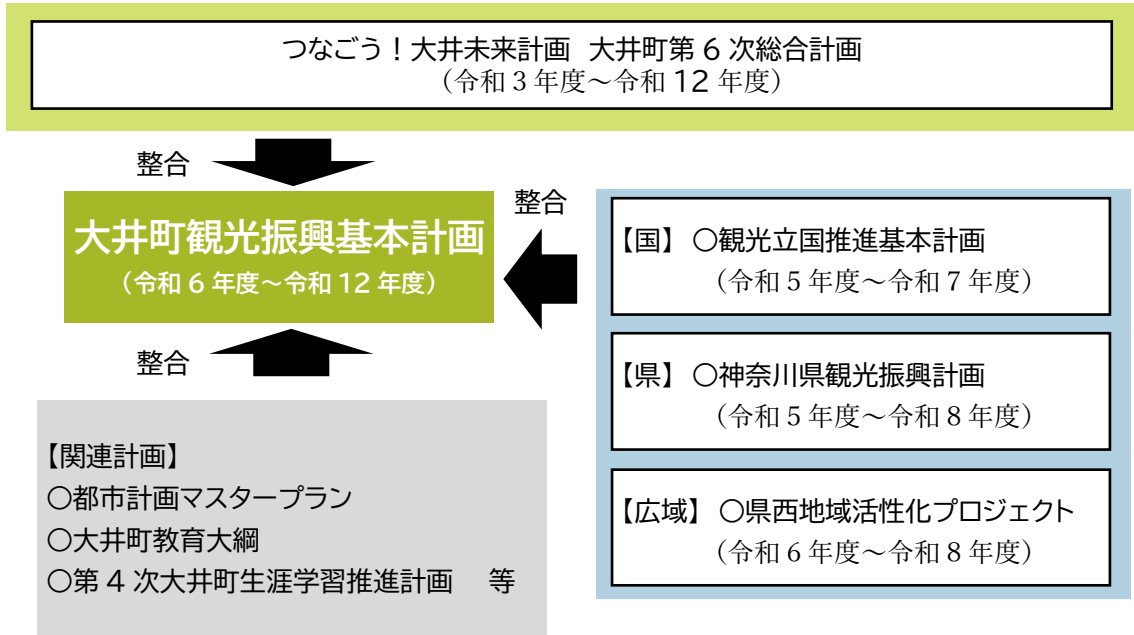 つなごう！大井未来計画 大井町第6次総合計画
（令和3年度～令和12年度）
整合
大井町観光振興基本計画
（令和6年度～令和12年度）
整合
【国】〇観光立国推進基本計画
（令和5年度～令和7年度）
【県】〇神奈川県観光振興計画
（令和5年度～令和8年度）
【広域】〇県西地域活性化プロジェクト
（令和6年度～令和8年度）
整合
【関連計画】
〇都市計画マスタープラン
〇大井町教育大綱
〇第4次大井町生涯学習推進計画　等